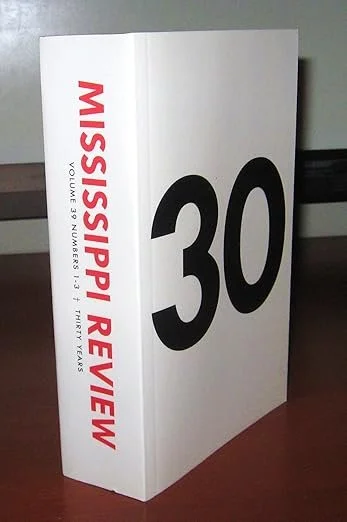 MISSISSIPPI REVIEW
VOLUME 39 NUMBERS 1-3 † THIRTY YEARS
30